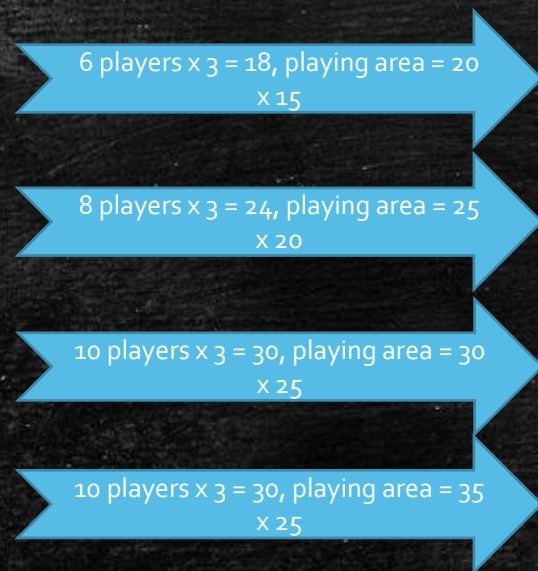 6 players x 3 = 18, playing area = 20
x 15
8 players x 3 = 24, playing area = 25
x 20
10 players x 3 = 30, playing area = 30
x 25
10 players x 3 = 30, playing area = 35
x 25